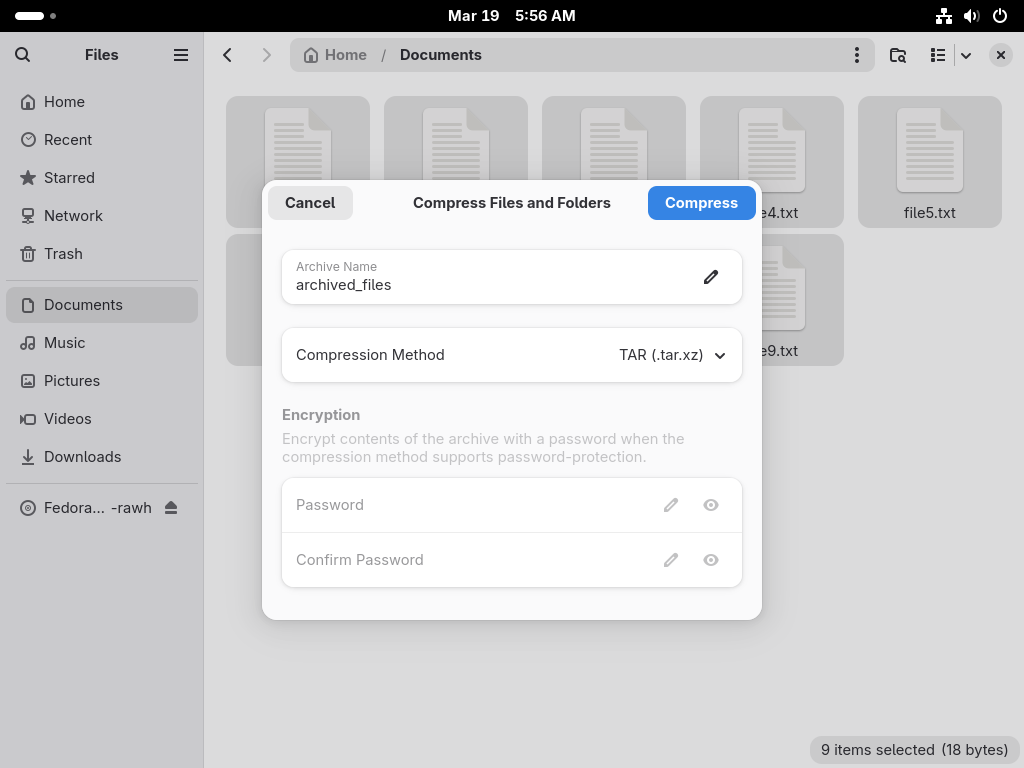 Mar 19 5:56 AM
Files
Home / Documents
Home
Recent
Starred
Network
Trash
Documents
Music
Pictures
Videos
Downloads
Fedora... -rawh
file5.txt
Cancel
Compress Files and Folders
Compress
e4.txt
Archive Name
archived_files
Compression Method
TAR (.tar.xz)
e9.txt
Encryption
Encrypt contents of the archive with a password when the
compression method supports password-protection.
Password
Confirm Password
9 items selected (18 bytes)